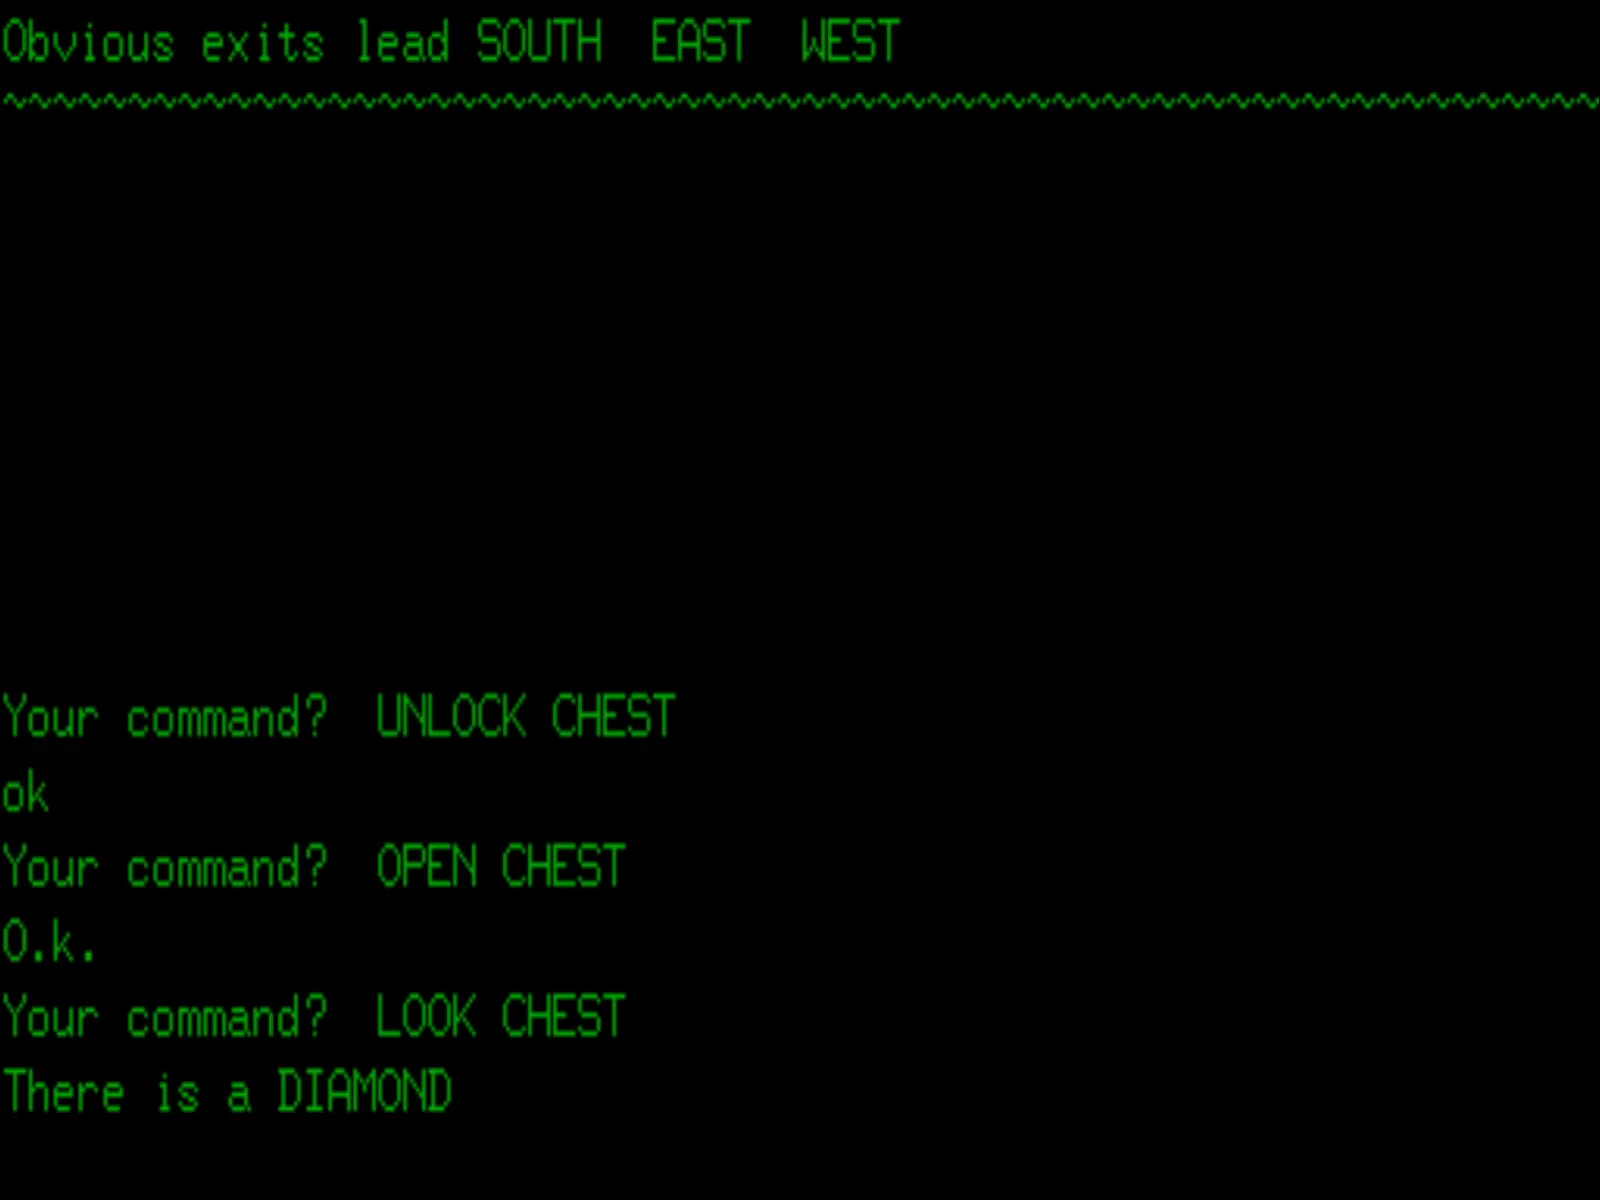 Obvious exits lead SOUTH  EAST  WEST
~~~~~~~~~~~~~~~~~~~~~~~~~~~~~~~~~~~~~~~~~~~~~~~~~~~~~~~~~~~~~~~~
Your command?  UNLOCK CHEST
ok
Your command?  OPEN CHEST
O.k.
Your command?  LOOK CHEST
There is a DIAMOND